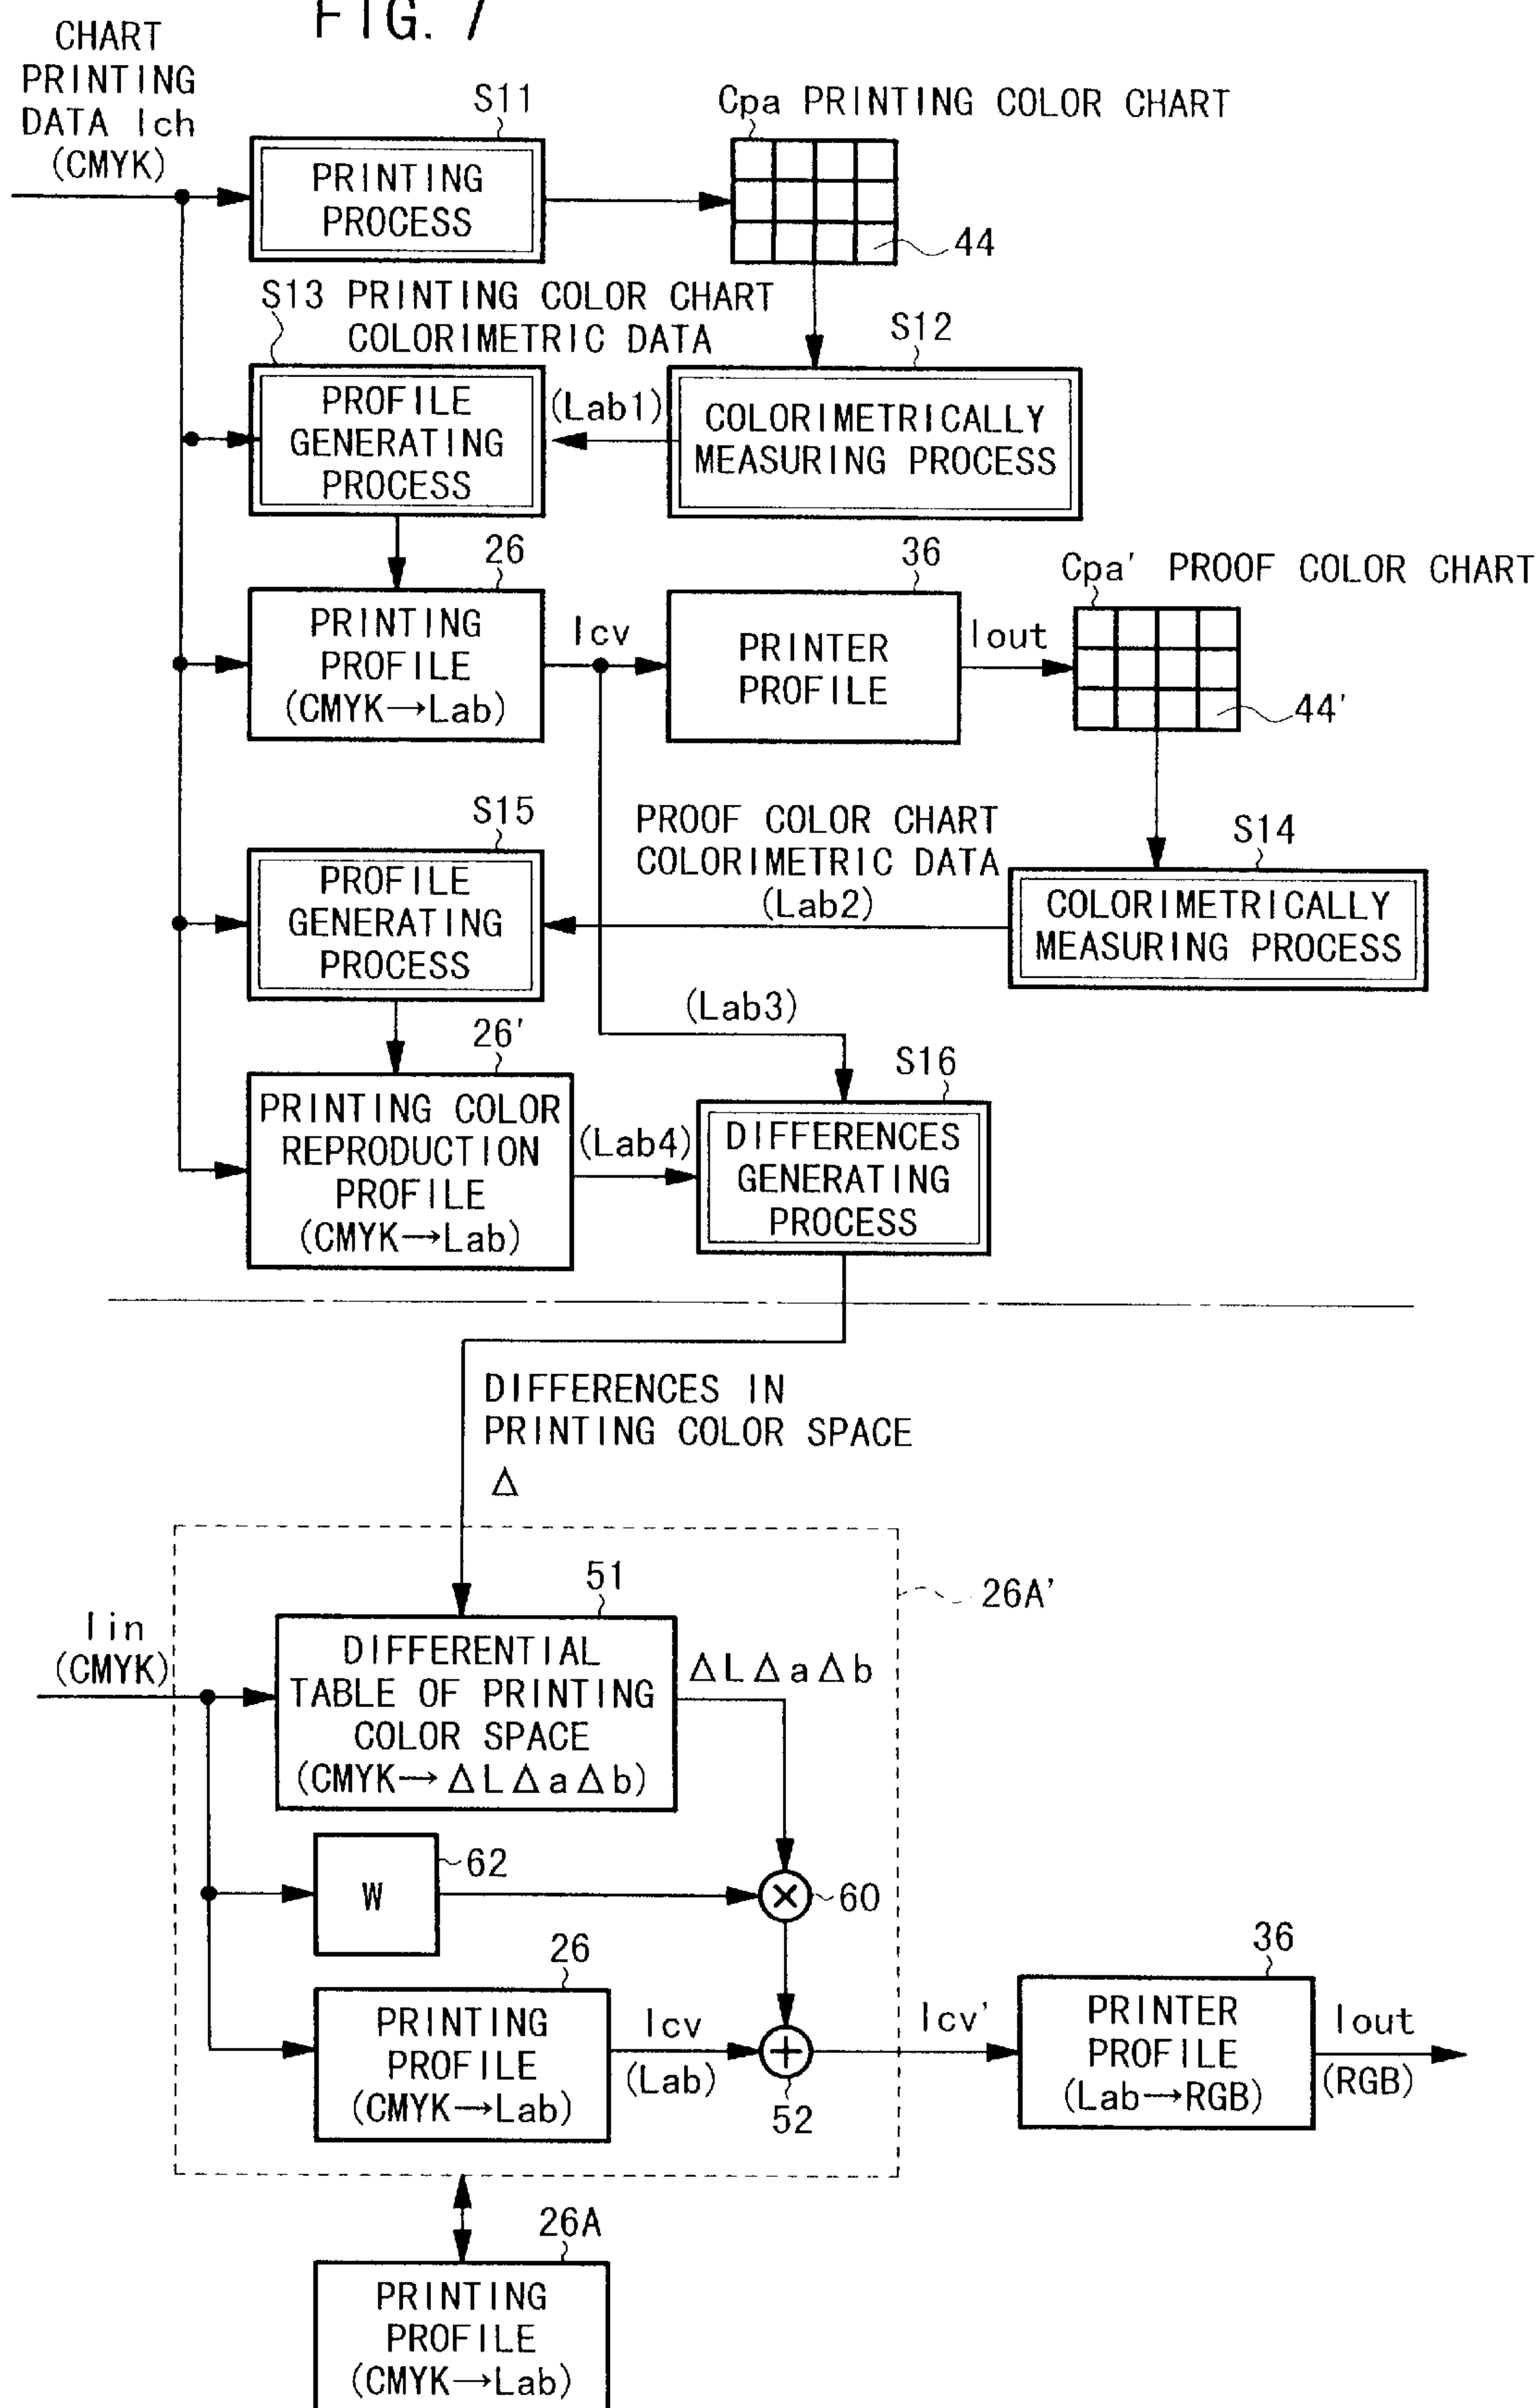 FIG. 7
CHART
PRINTING
DATA Ich
(CMYK)
S11
PRINTING
PROCESS
Cpa PRINTING COLOR CHART
44
S13 PRINTING COLOR CHART
COLORIMETRIC DATA
S12
PROFILE
GENERATING
PROCESS
(Lab1)
COLORIMETRICALLY
MEASURING PROCESS
26
PRINTING
PROFILE
(CMYK→Lab)
Icv
36
PRINTER
PROFILE
Iout
Cpa' PROOF COLOR CHART
44'
S15
PROFILE
GENERATING
PROCESS
PROOF COLOR CHART
COLORIMETRIC DATA
(Lab2)
S14
COLORIMETRICALLY
MEASURING PROCESS
(Lab3)
26'
PRINTING COLOR
REPRODUCTION
PROFILE
(CMYK→Lab)
(Lab4)
S16
DIFFERENCES
GENERATING
PROCESS
DIFFERENCES IN
PRINTING COLOR SPACE
Δ
26A'
Iin
(CMYK)
51
DIFFERENTIAL
TABLE OF PRINTING
COLOR SPACE
(CMYK→ΔLΔaΔb)
ΔLΔaΔb
62
W
×
60
26
PRINTING
PROFILE
(CMYK→Lab)
Icv
(Lab)
+
52
Icv'
36
PRINTER
PROFILE
(Lab→RGB)
Iout
(RGB)
26A
PRINTING
PROFILE
(CMYK→Lab)